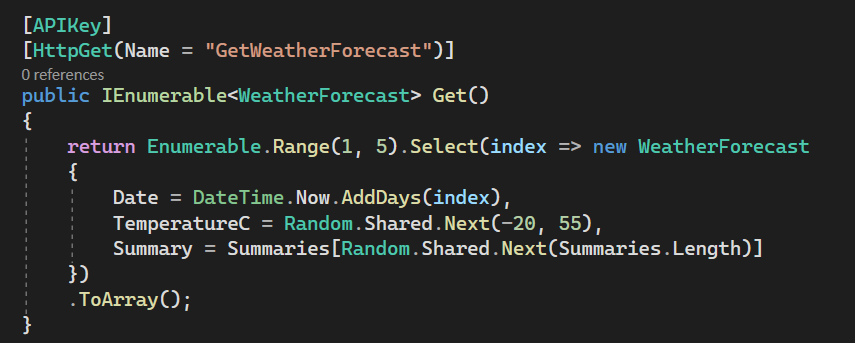 [APIKey]
[HttpGet(Name = "GetWeatherForecast")]
0 references
public IEnumerable<WeatherForecast> Get()
{
return Enumerable.Range(1, 5).Select(index => new WeatherForecast
{
Date = DateTime.Now.AddDays(index),
TemperatureC = Random.Shared.Next(-20, 55),
Summary = Summaries[Random.Shared.Next(Summaries.Length)]
})
.ToArray();
}